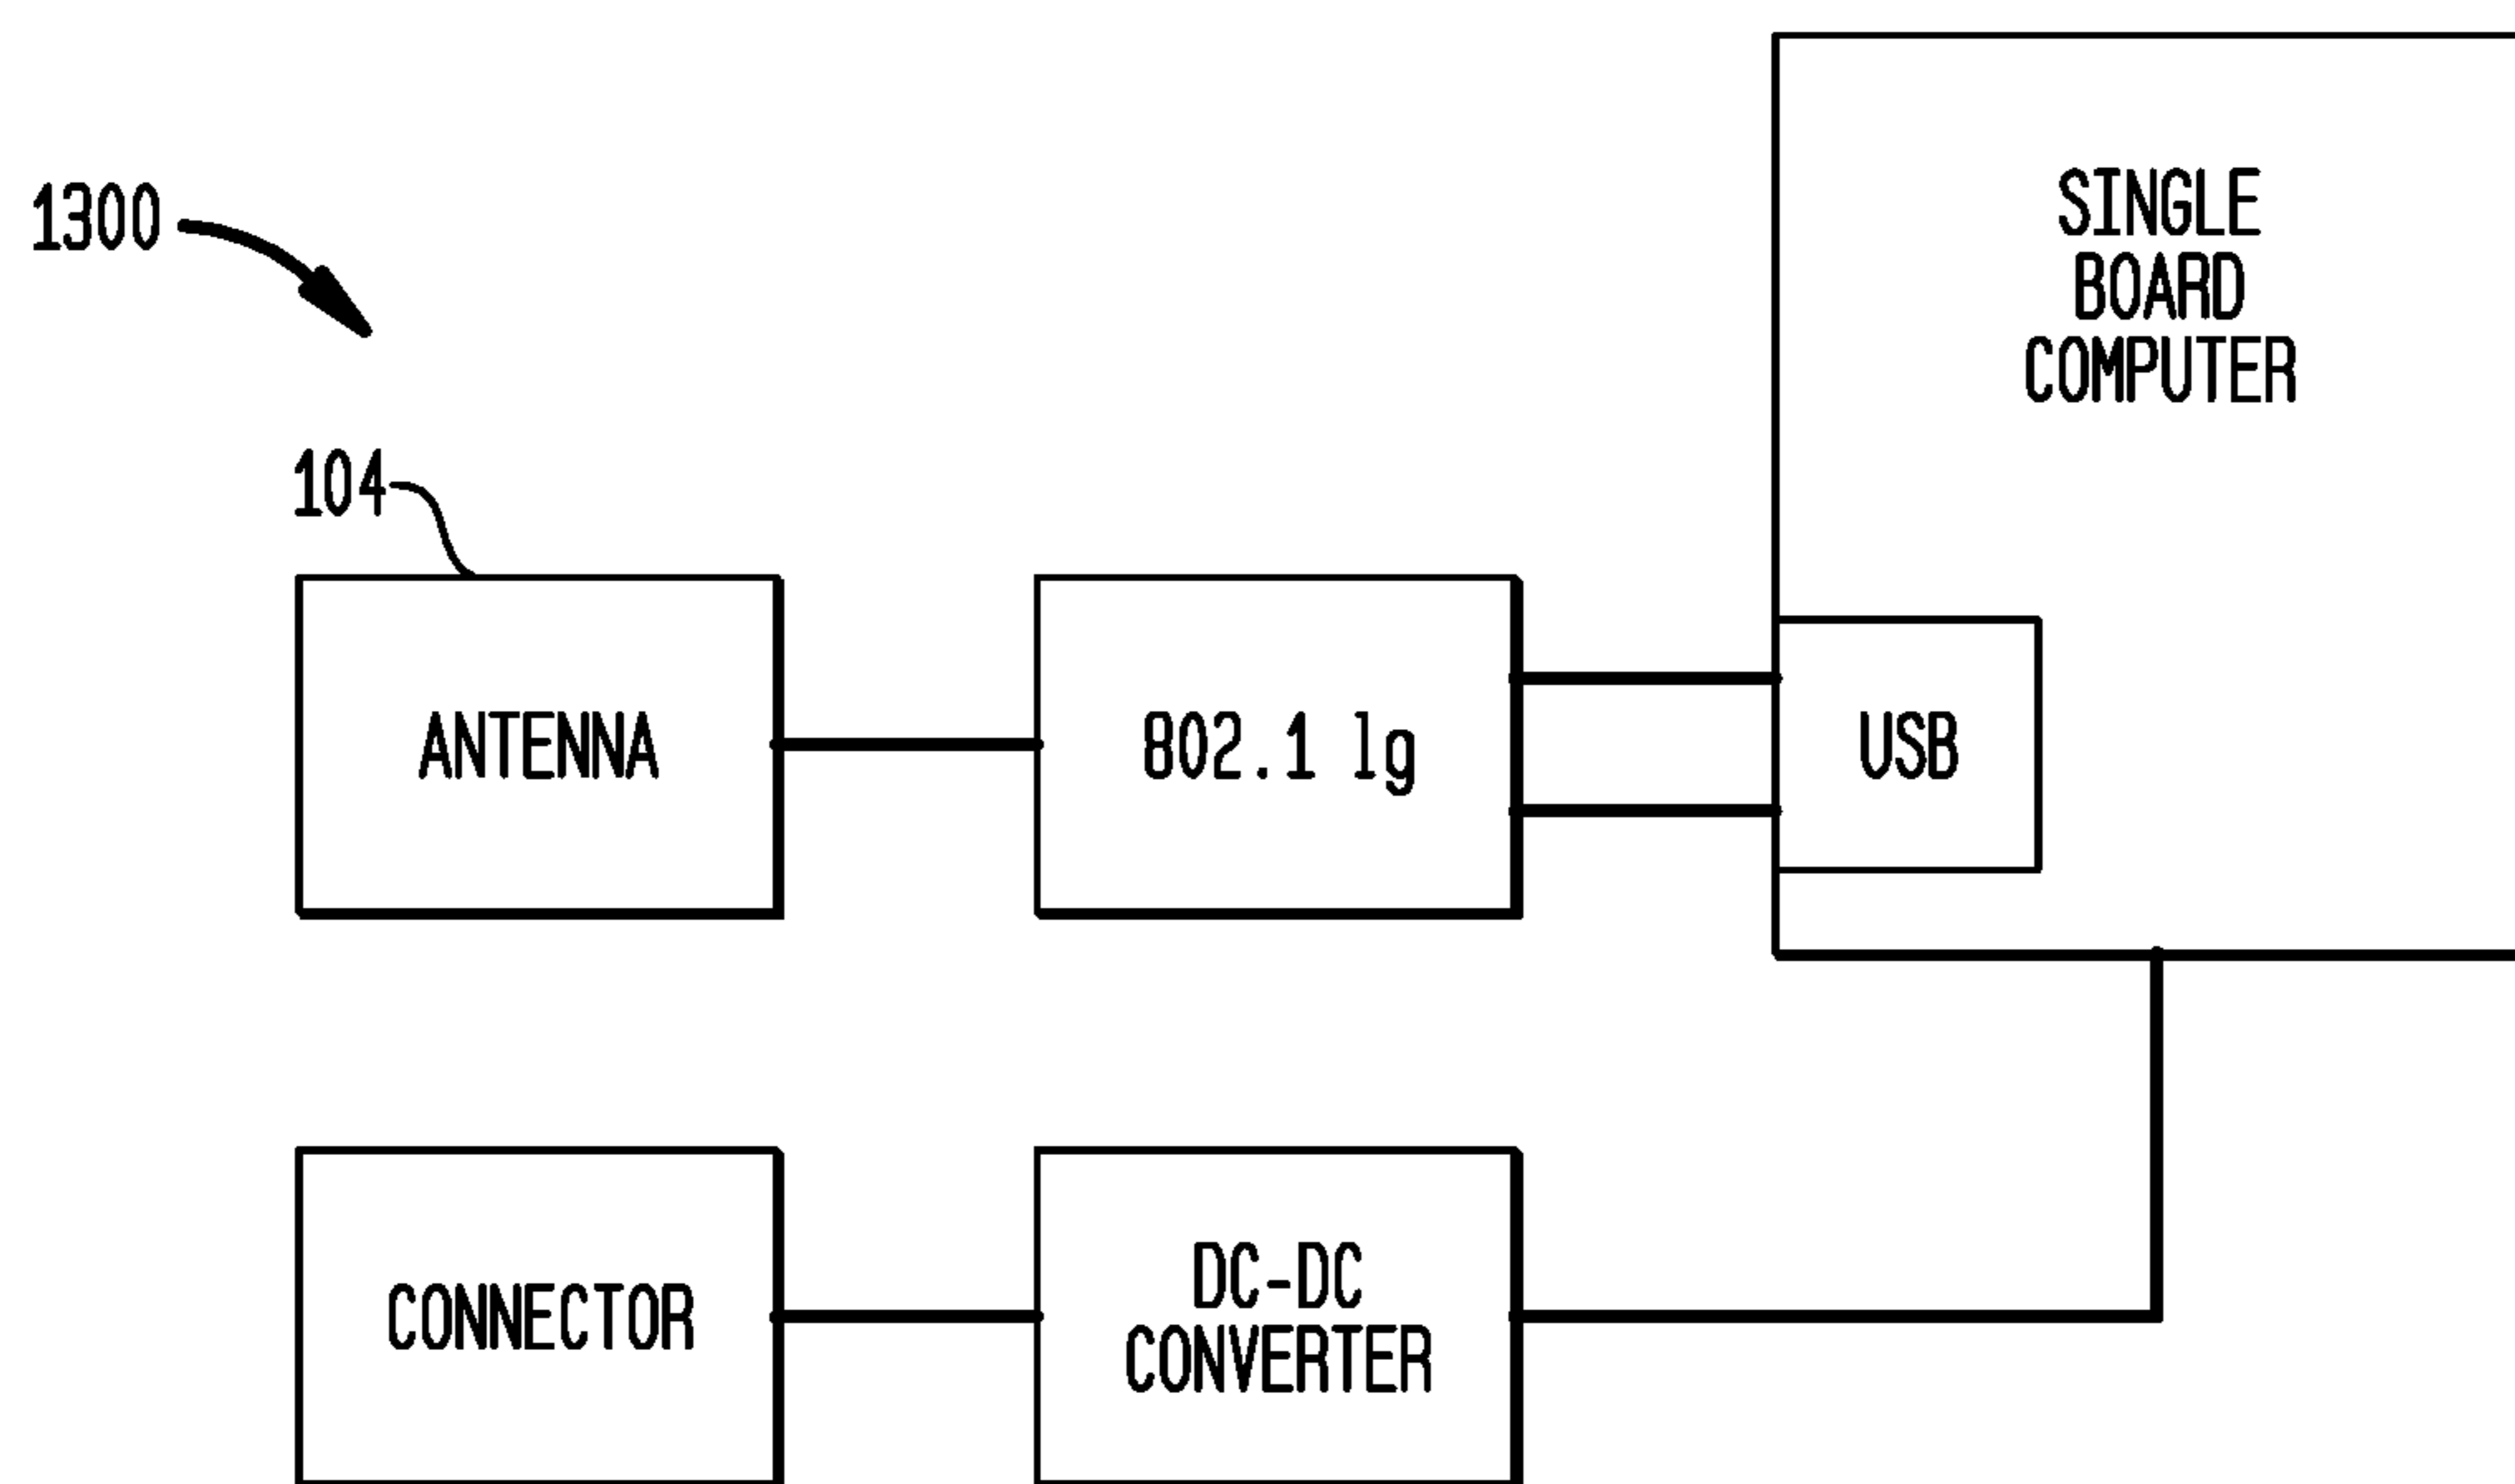 1300
SINGLE
BOARD
COMPUTER
104
ANTENNA
802.1 lg
USB
CONNECTOR
DC-DC
CONVERTER